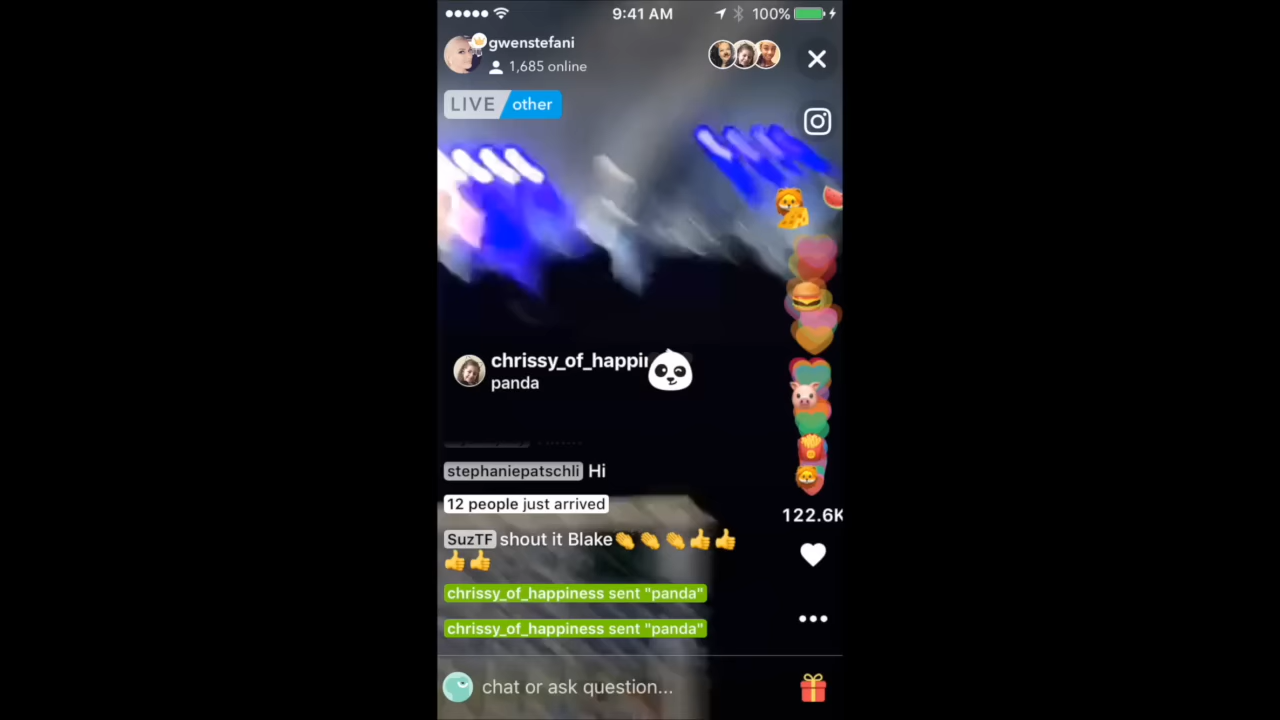 9:41 AM
100%
gwenstefani
1,685 online
LIVE other
chrissy_of_happi
panda
stephaniepatschli Hi
12 people just arrived
SuzTF shout it Blake👏👏👏👍👍
👍👍
chrissy_of_happiness sent "panda"
chrissy_of_happiness sent "panda"
122.6K
chat or ask question...